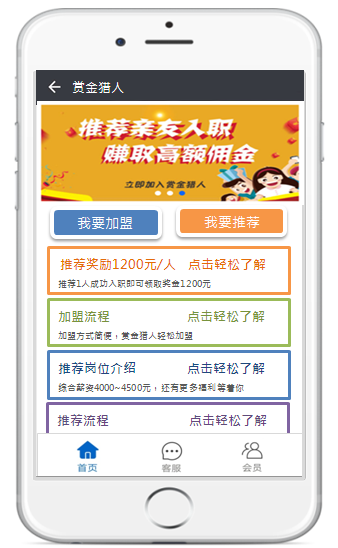 赏金猎人
推荐亲友入职
赚取高额佣金
立即加入赏金猎人
我要加盟 我要推荐
推荐奖励1200元/人 点击轻松了解
推荐1人成功入职即可领取奖金1200元
加盟流程 点击轻松了解
加盟方式简便，赏金猎人轻松加盟
推荐岗位介绍 点击轻松了解
综合薪资4000~4500元，还有更多福利等着你
推荐流程 点击轻松了解
首页 客服 会员